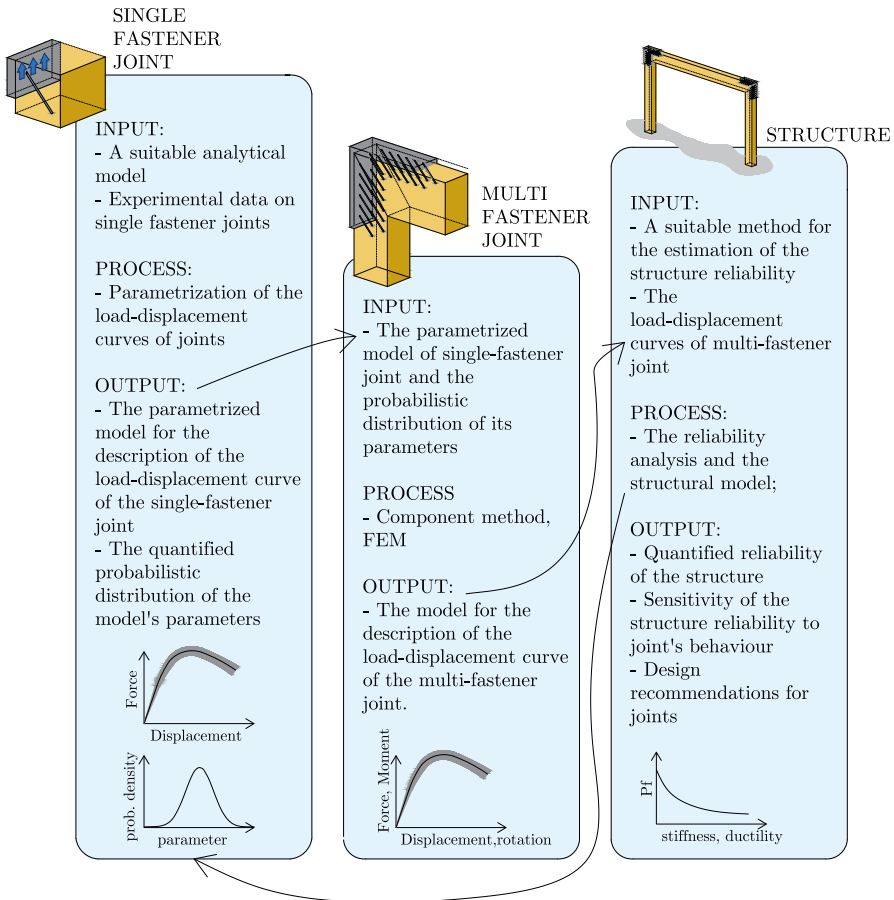 SINGLE
FASTENER
JOINT
INPUT:
- A suitable analytical
model
- Experimental data on
single fastener joints
PROCESS:
- Parametrization of the
load-displacement
curves of joints
OUTPUT:
- The parametrized
model for the
description of the
load-displacement curve
of the single-fastener
joint
- The quantified
probabilistic
distribution of the
model's parameters
Force
Displacement
prob. density
parameter
MULTI
FASTENER
JOINT
INPUT:
- The parametrized
model of single-fastener
joint and the
probabilistic
distribution of its
parameters
PROCESS
- Component method,
FEM
OUTPUT:
- The model for the
description of the
load-displacement curve
of the multi-fastener
joint.
Force, Moment
Displacement,rotation
STRUCTURE
INPUT:
- A suitable method for
the estimation of the
structure reliability
- The
load-displacement
curves of multi-fastener
joint
PROCESS:
- The reliability
analysis and the
structural model;
OUTPUT:
- Quantified reliability
of the structure
- Sensitivity of the
structure reliability to
joint's behaviour
- Design
recommendations for
joints
Pf
stiffness, ductility